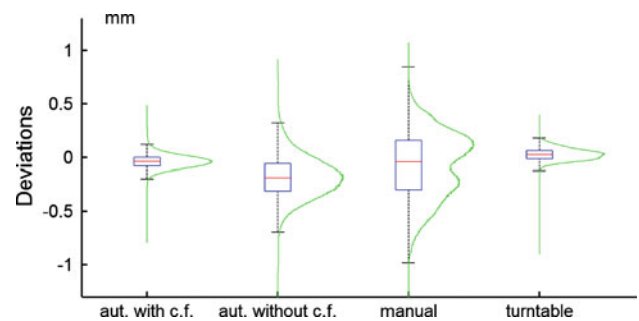 mm
1
0.5
0
-0.5
-1
Deviations
aut. with c.f. aut. without c.f. manual turntable